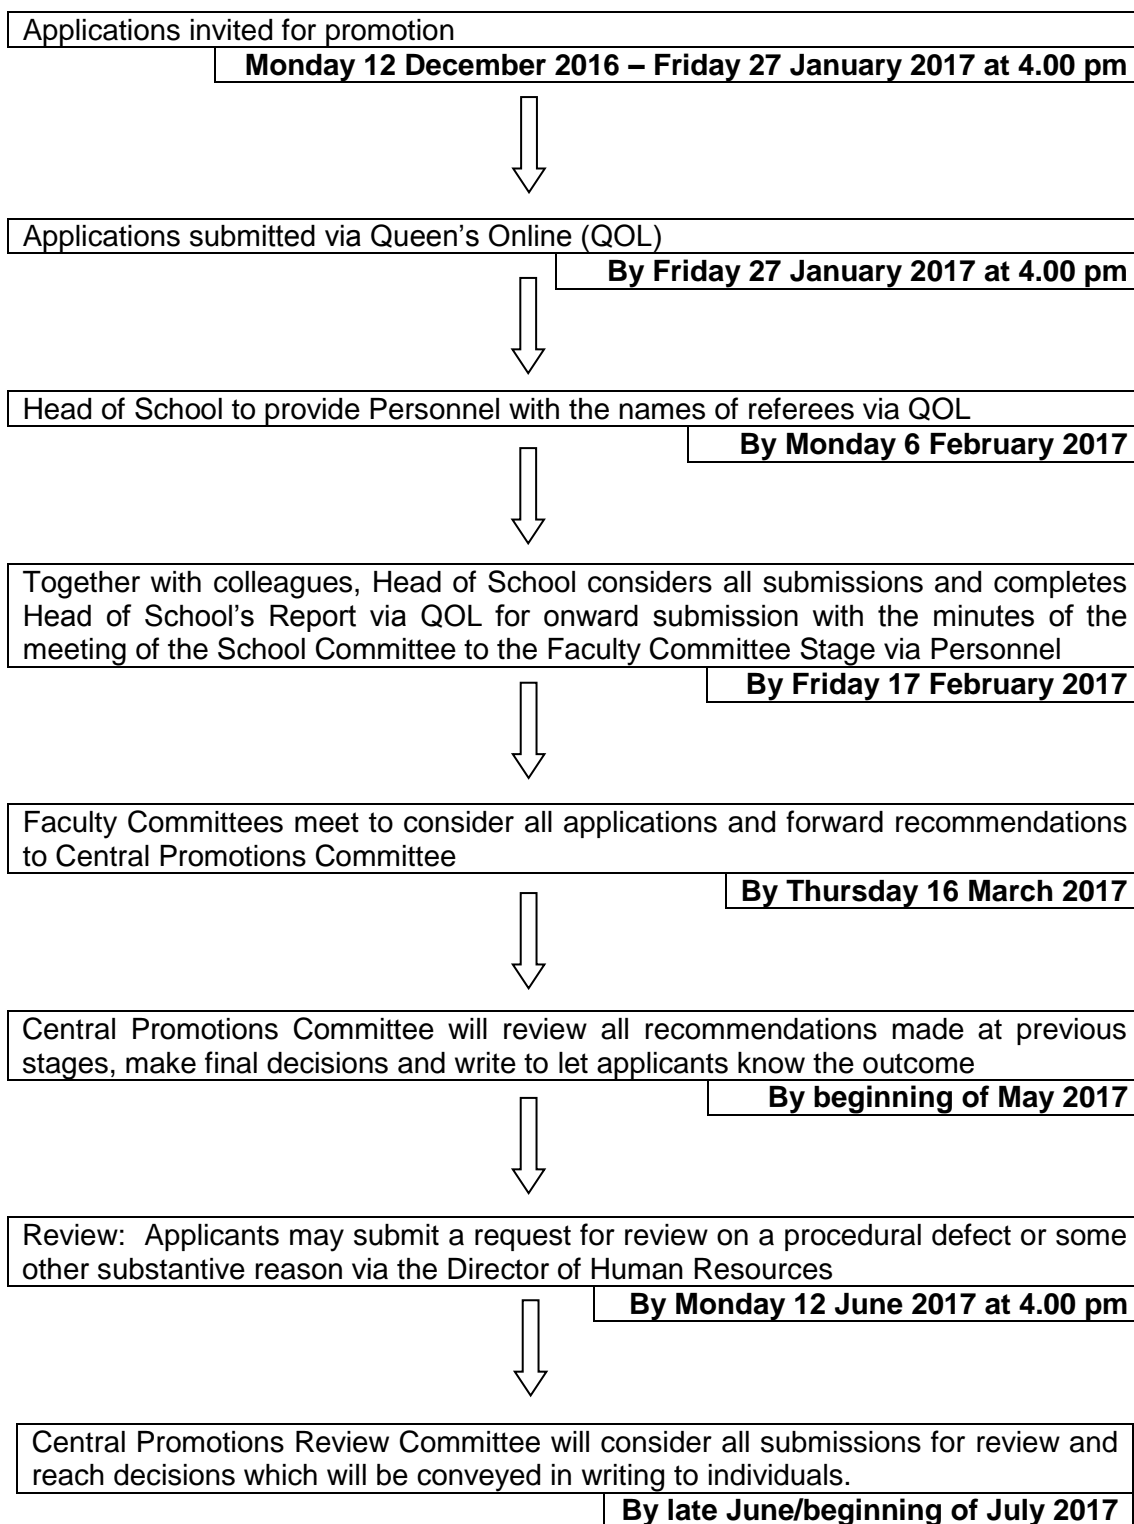 Applications invited for promotion
Monday 12 December 2016 – Friday 27 January 2017 at 4.00 pm
Applications submitted via Queen's Online (QOL)
By Friday 27 January 2017 at 4.00 pm
Head of School to provide Personnel with the names of referees via QOL
By Monday 6 February 2017
Together with colleagues, Head of School considers all submissions and completes
Head of School's Report via QOL for onward submission with the minutes of the
meeting of the School Committee to the Faculty Committee Stage via Personnel
By Friday 17 February 2017
Faculty Committees meet to consider all applications and forward recommendations
to Central Promotions Committee
By Thursday 16 March 2017
Central Promotions Committee will review all recommendations made at previous
stages, make final decisions and write to let applicants know the outcome
By beginning of May 2017
Review:  Applicants may submit a request for review on a procedural defect or some
other substantive reason via the Director of Human Resources
By Monday 12 June 2017 at 4.00 pm
Central Promotions Review Committee will consider all submissions for review and
reach decisions which will be conveyed in writing to individuals.
By late June/beginning of July 2017